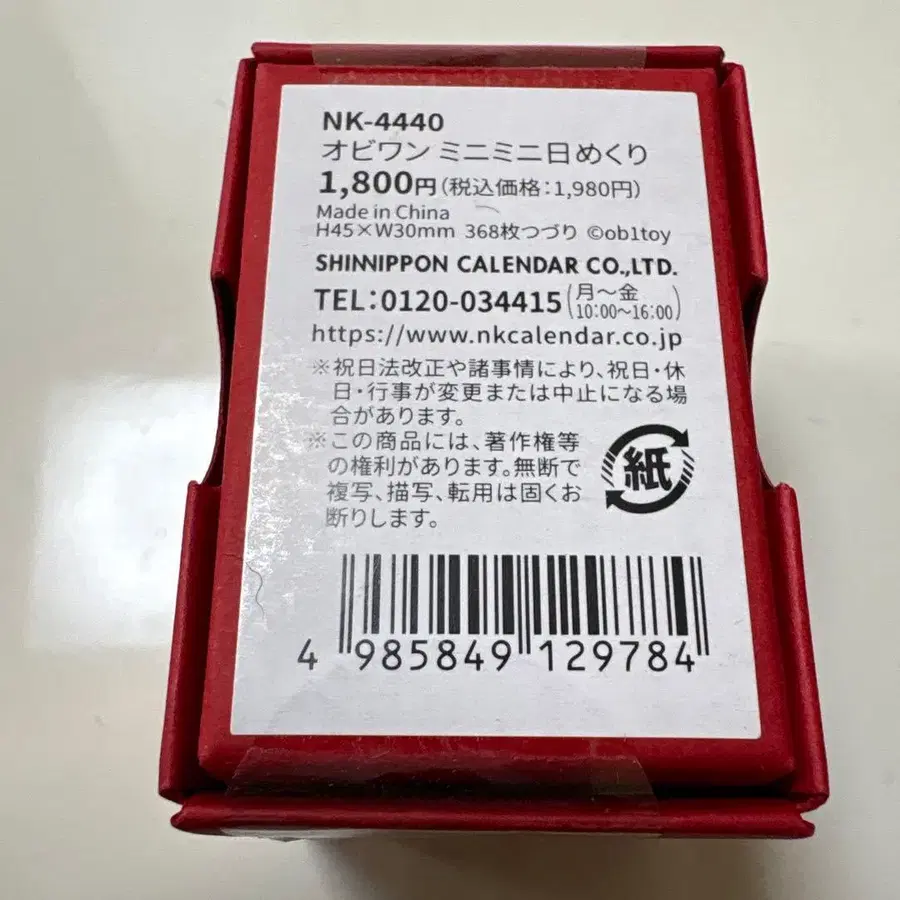 NK-4440
オビワン ミニミニ日めくり
1,800円(税込価格:1,980円)
Made in China
H45×W30mm 368枚つづり ©ob1toy
SHINNIPPON CALENDAR CO.,LTD.
TEL:0120-034415(月〜金 10:00〜16:00)
https://www.nkcalendar.co.jp
※祝日法改正や諸事情により、祝日・休
日・行事が変更または中止になる場
合があります。
※この商品には、著作権等
の権利があります。無断で
複写、描写、転用は固くお
断りします。
紙
4 985849 129784